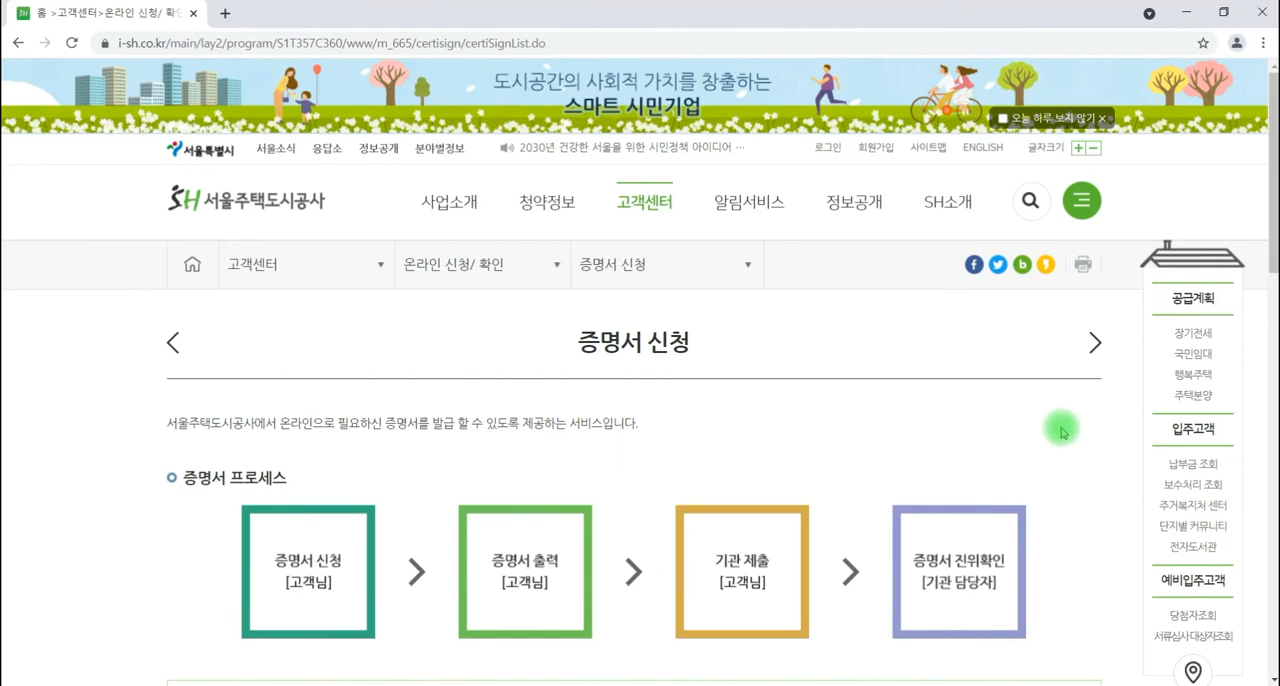 홈 >고객센터>온라인 신청/ 확인
i-sh.co.kr/main/lay2/program/S1T357C360/www/m_665/certisign/certiSignList.do
도시공간의 사회적 가치를 창출하는
스마트 시민기업
오늘 하루 보지 않기 ×
서울특별시 서울소식 응답소 정보공개 분야별정보 2030년 건강한 서울을 위한 시민정책 아이디어 ··· 로그인 회원가입 사이트맵 ENGLISH 글자크기 + -
SH 서울주택도시공사 사업소개 청약정보 고객센터 알림서비스 정보공개 SH소개
고객센터 온라인 신청/ 확인 증명서 신청
증명서 신청
서울주택도시공사에서 온라인으로 필요하신 증명서를 발급 할 수 있도록 제공하는 서비스입니다.
증명서 프로세스
증명서 신청
[고객님]
증명서 출력
[고객님]
기관 제출
[고객님]
증명서 진위확인
[기관 담당자]
공급계획
장기전세
국민임대
행복주택
주택분양
입주고객
납부금 조회
보수처리 조회
주거복지처 센터
단지별 커뮤니티
전자도서관
예비입주고객
당첨자조회
서류심사 대상자조회